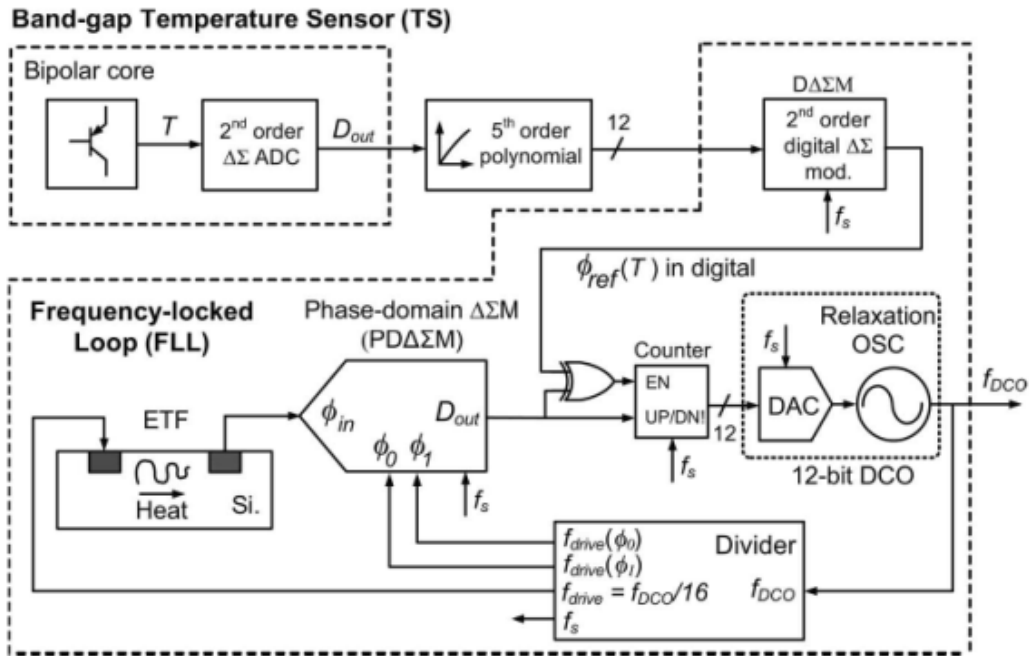 Band-gap Temperature Sensor (TS)
Bipolar core
T
2nd order
ΔΣ ADC
Dout
5th order
polynomial
12
DΔΣM
2nd order
digital ΔΣ
mod.
fs
ϕref(T) in digital
Frequency-locked
Loop (FLL)
Phase-domain ΔΣM
(PDΔΣM)
ETF
Heat
Si.
ϕin
Dout
ϕ0 ϕ1
fs
Counter
EN
UP/DN!
fs
12
Relaxation
OSC
fs
DAC
12-bit DCO
fDCO
Divider
fdrive(ϕ0)
fdrive(ϕ1)
fdrive = fDCO/16
fDCO
fs